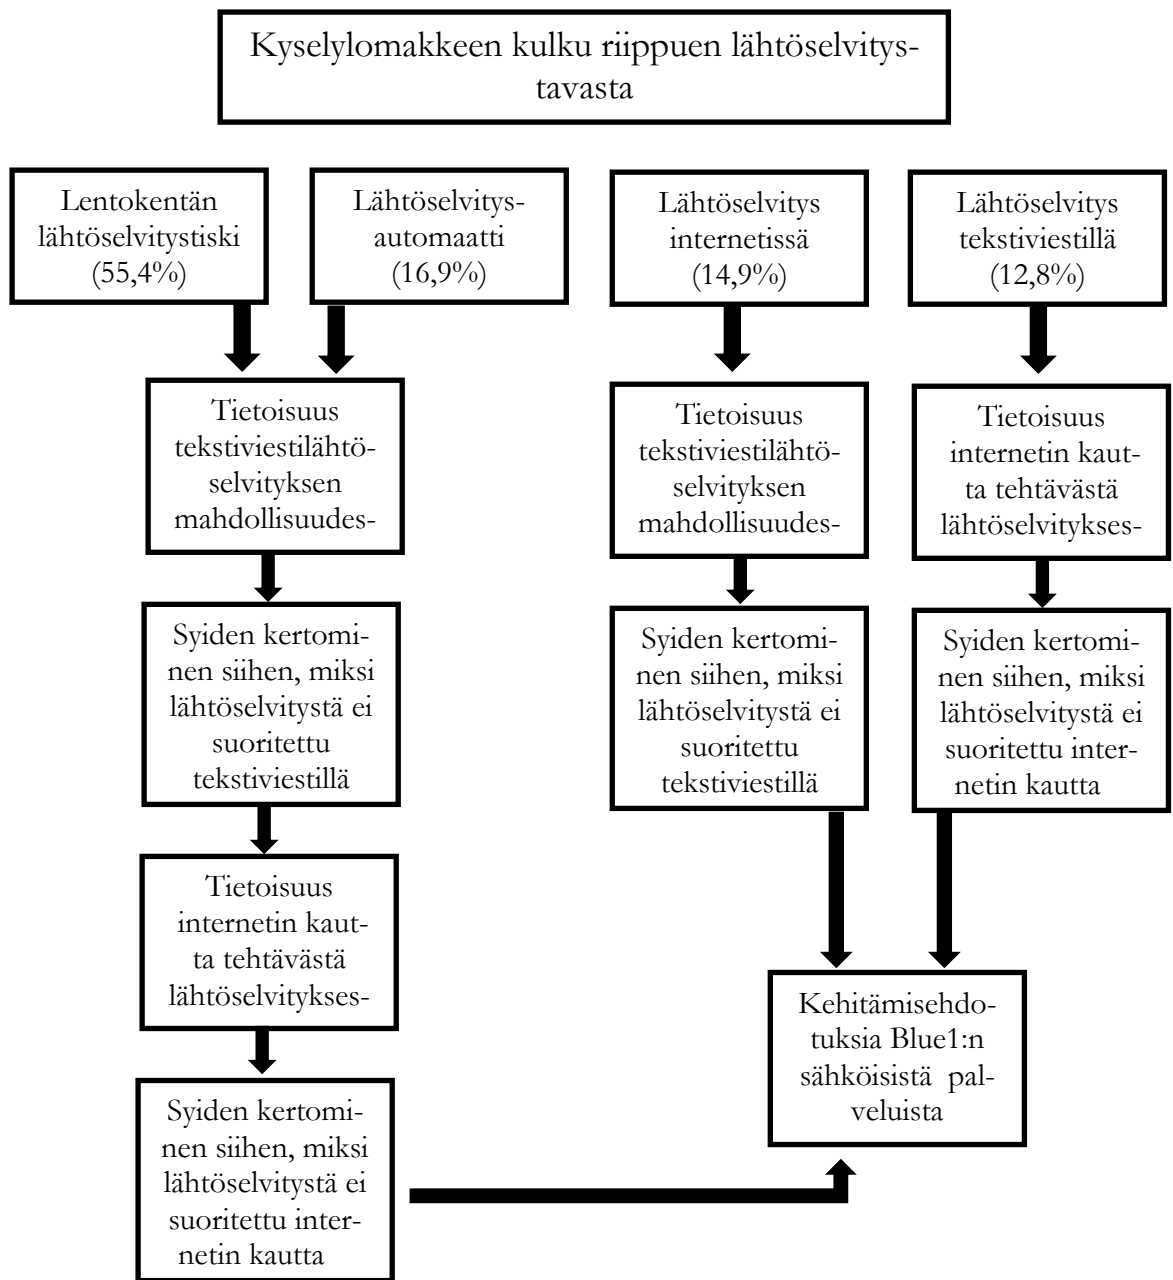 Kyselylomakkeen kulku riippuen lähtöselvitys-
tavasta
Lentokentän
lähtöselvitystiski
(55,4%)
Lähtöselvitys-
automaatti
(16,9%)
Lähtöselvitys
internetissä
(14,9%)
Lähtöselvitys
tekstiviestillä
(12,8%)
Tietoisuus
tekstiviestilähtö-
selvityksen
mahdollisuudes-
Tietoisuus
tekstiviestilähtö-
selvityksen
mahdollisuudes-
Tietoisuus
internetin kaut-
ta tehtävästä
lähtöselvitykses-
Syiden kertomi-
nen siihen, miksi
lähtöselvitystä ei
suoritettu
tekstiviestillä
Syiden kertomi-
nen siihen, miksi
lähtöselvitystä ei
suoritettu
tekstiviestillä
Syiden kertomi-
nen siihen, miksi
lähtöselvitystä ei
suoritettu inter-
netin kautta
Tietoisuus
internetin kaut-
ta tehtävästä
lähtöselvitykses-
Syiden kertomi-
nen siihen, miksi
lähtöselvitystä ei
suoritettu inter-
netin kautta
Kehitämisehdo-
tuksia Blue1:n
sähköisistä pal-
veluista